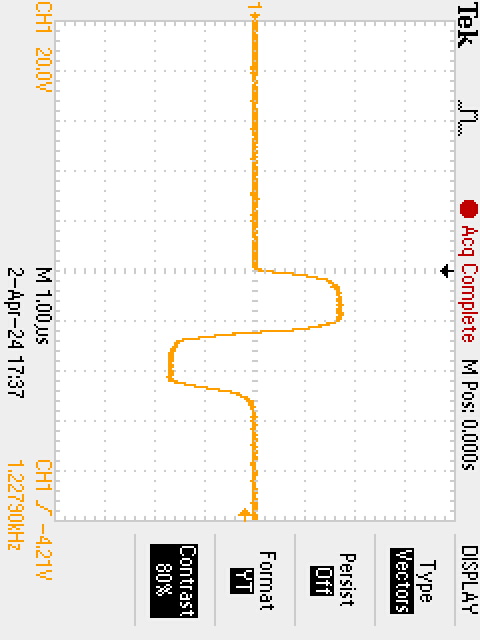 Tek
Acq Complete
M Pos: 0.000s
DISPLAY
1
Type
Vectors
Persist
Off
Format
YT
Contrast
80%
CH1 20.0V
M 1.00µs
CH1 -4.21V
2-Apr-24 17:37
1.22790kHz